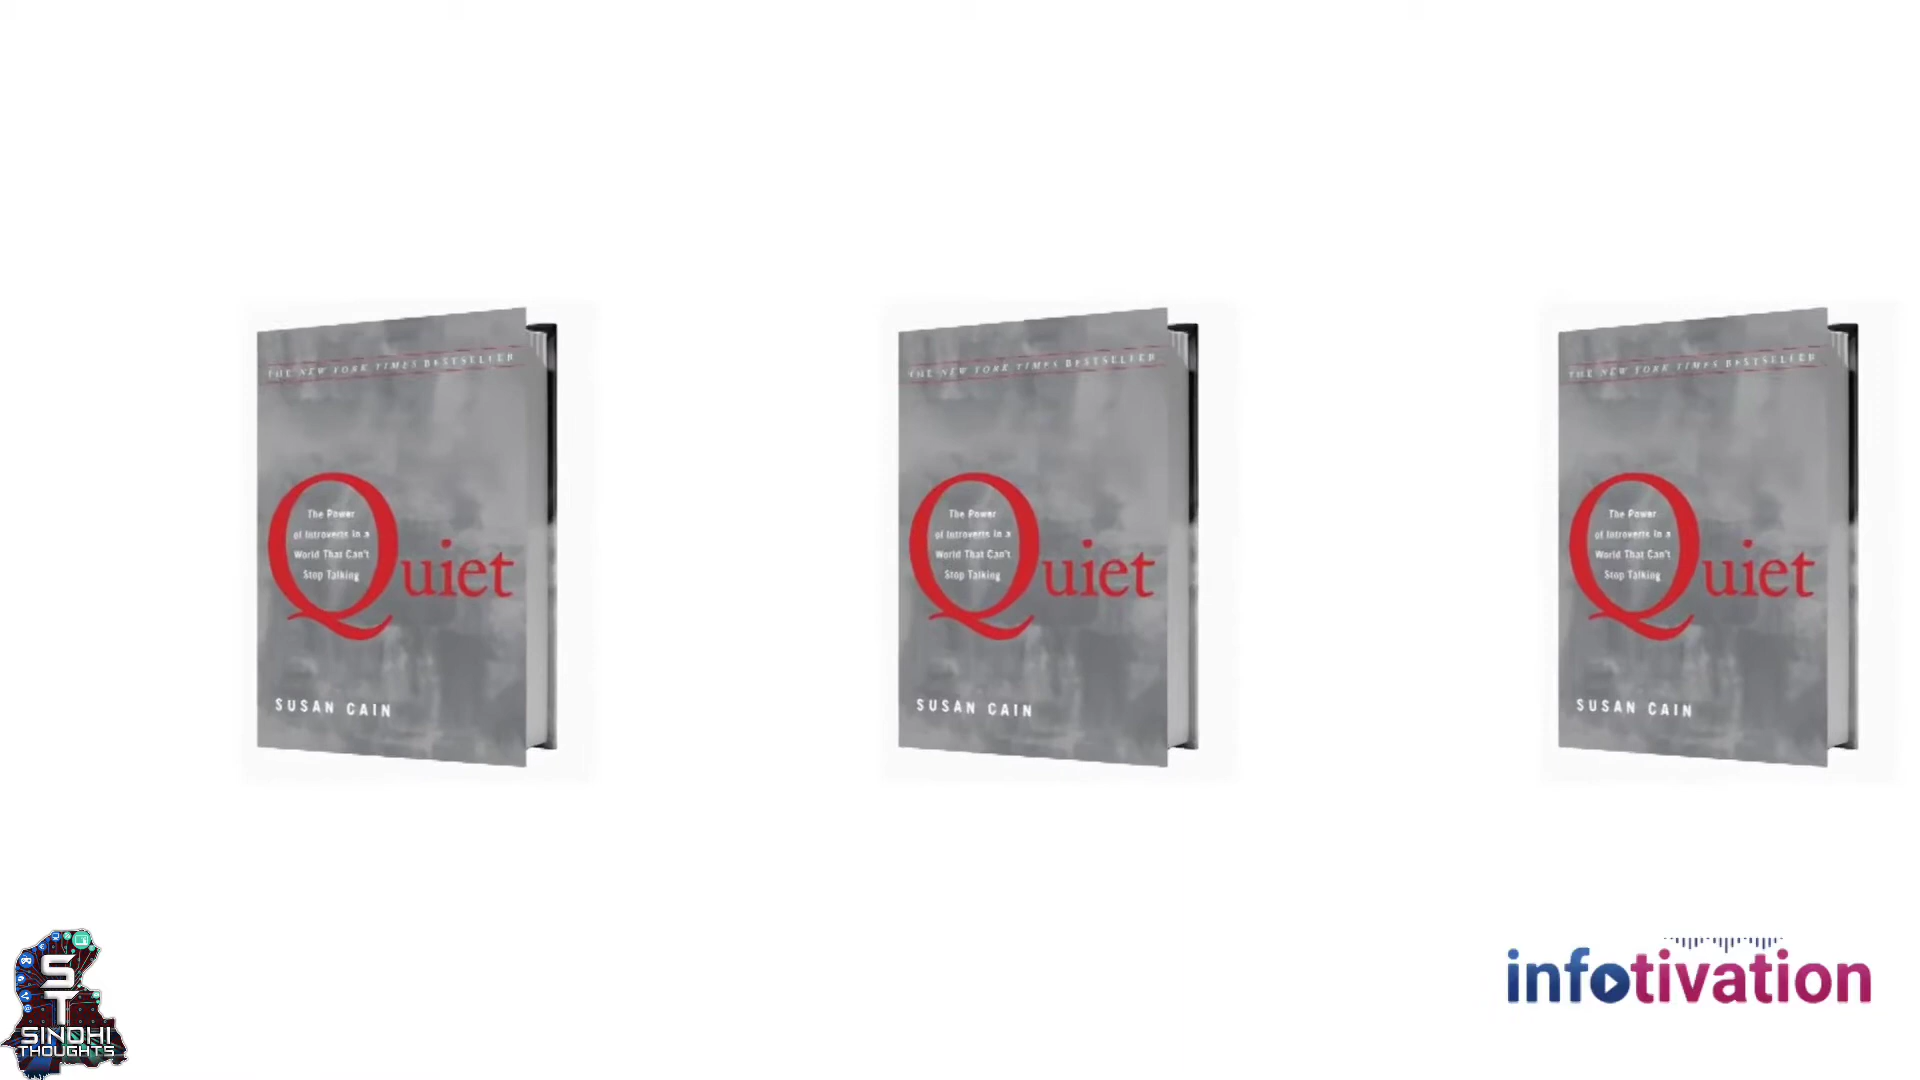 THE NEW YORK TIMES BESTSELLER
The Power
of Introverts in a
World That Can't
Stop Talking
Quiet
SUSAN CAIN
THE NEW YORK TIMES BESTSELLER
The Power
of Introverts in a
World That Can't
Stop Talking
Quiet
SUSAN CAIN
THE NEW YORK TIMES BESTSELLER
The Power
of Introverts in a
World That Can't
Stop Talking
Quiet
SUSAN CAIN
ST
SINDHI
THOUGHTS
infotivation